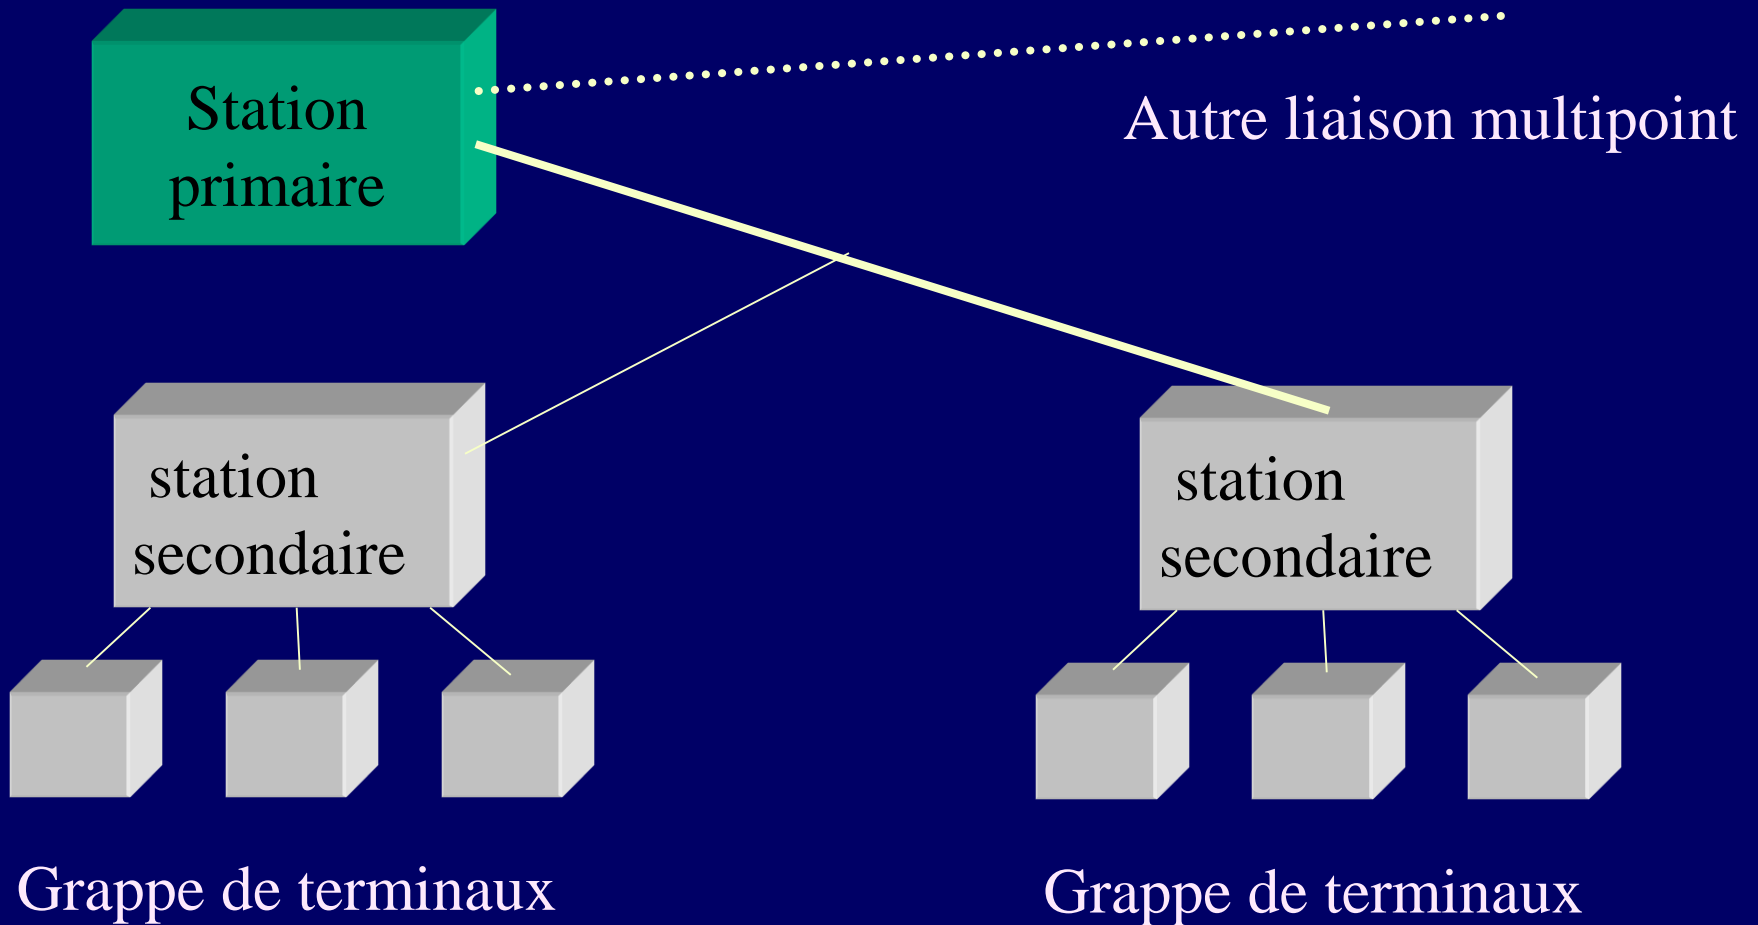 Station
primaire
Autre liaison multipoint
station
secondaire
station
secondaire
Grappe de terminaux
Grappe de terminaux